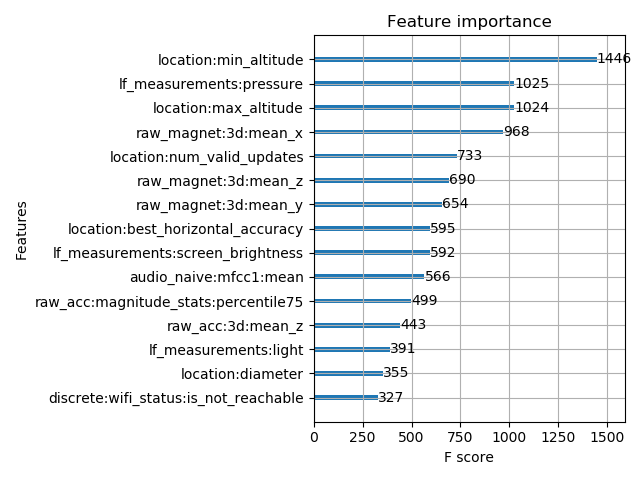 Feature importance
location:min_altitude 1446
lf_measurements:pressure 1025
location:max_altitude 1024
raw_magnet:3d:mean_x 968
location:num_valid_updates 733
raw_magnet:3d:mean_z 690
raw_magnet:3d:mean_y 654
location:best_horizontal_accuracy 595
lf_measurements:screen_brightness 592
audio_naive:mfcc1:mean 566
raw_acc:magnitude_stats:percentile75 499
raw_acc:3d:mean_z 443
lf_measurements:light 391
location:diameter 355
discrete:wifi_status:is_not_reachable 327
Features
0 250 500 750 1000 1250 1500
F score